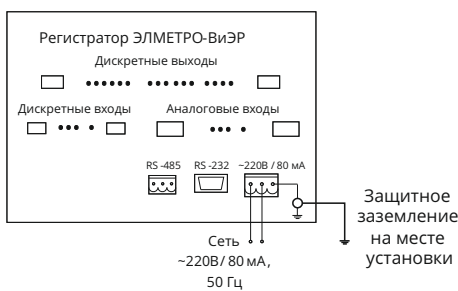 Регистратор ЭЛМЕТРО-ВиЭР
Дискретные выходы
Дискретные входы
Аналоговые входы
RS -485
RS -232
~220В / 80 мА
Защитное
заземление
на месте
установки
Сеть
~220В/ 80 мА,
50 Гц